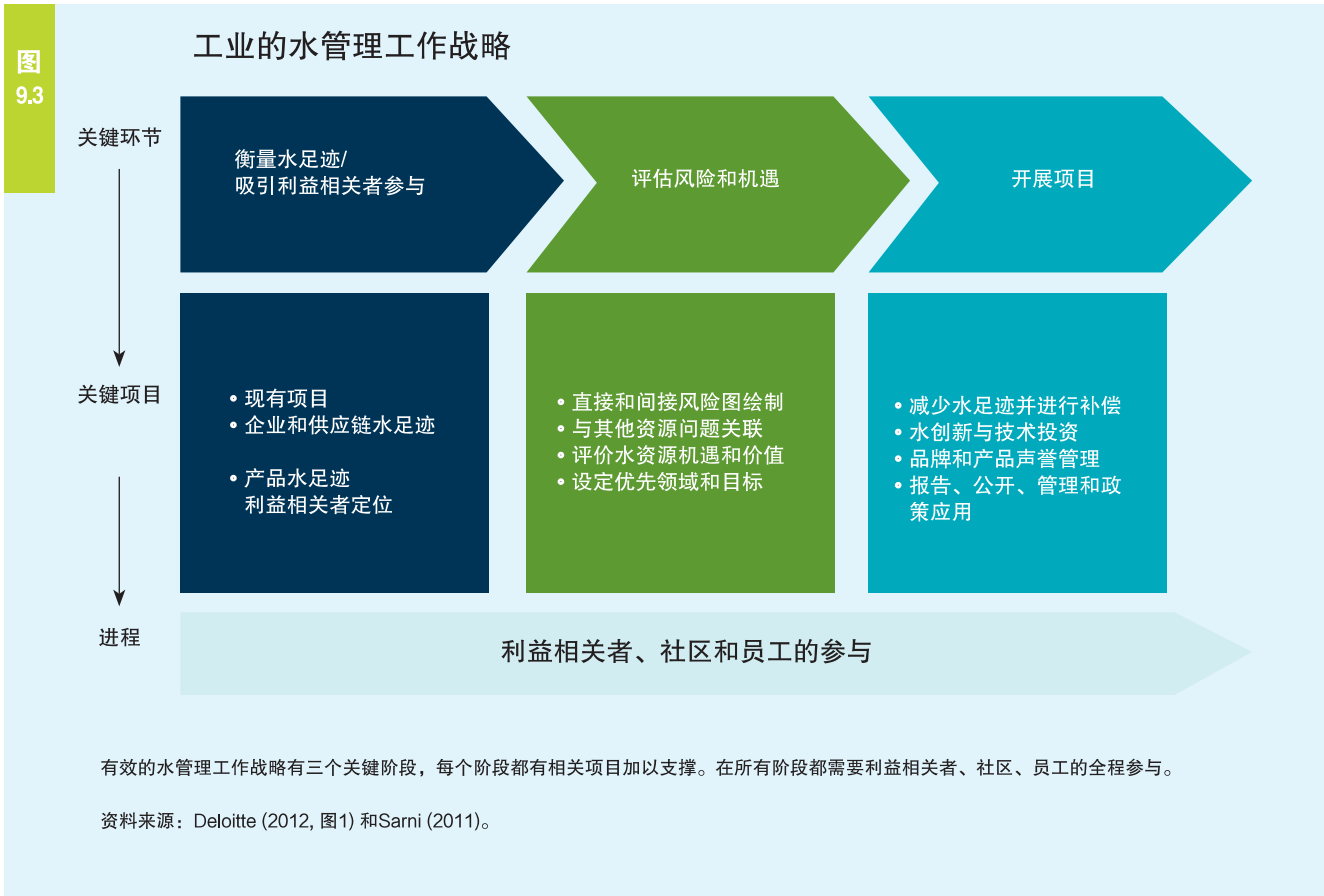 图
9.3
工业的水管理工作战略
关键环节
衡量水足迹/
吸引利益相关者参与
评估风险和机遇
开展项目
关键项目
• 现有项目
• 企业和供应链水足迹
• 产品水足迹
利益相关者定位
• 直接和间接风险图绘制
• 与其他资源问题关联
• 评价水资源机遇和价值
• 设定优先领域和目标
• 减少水足迹并进行补偿
• 水创新与技术投资
• 品牌和产品声誉管理
• 报告、公开、管理和政
策应用
进程
利益相关者、社区和员工的参与
有效的水管理工作战略有三个关键阶段，每个阶段都有相关项目加以支撑。在所有阶段都需要利益相关者、社区、员工的全程参与。
资料来源：Deloitte (2012, 图1) 和Sarni (2011)。